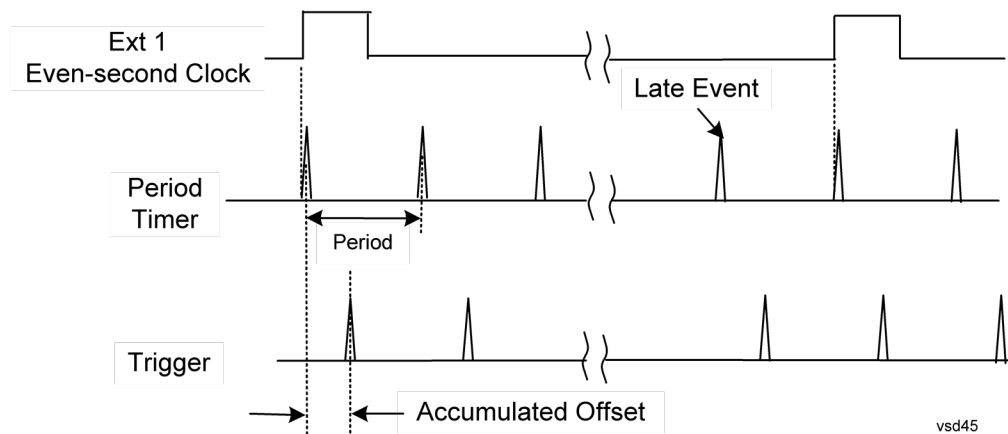 Ext 1
Even-second Clock
Late Event
Period
Timer
Period
Trigger
Accumulated Offset
vsd45